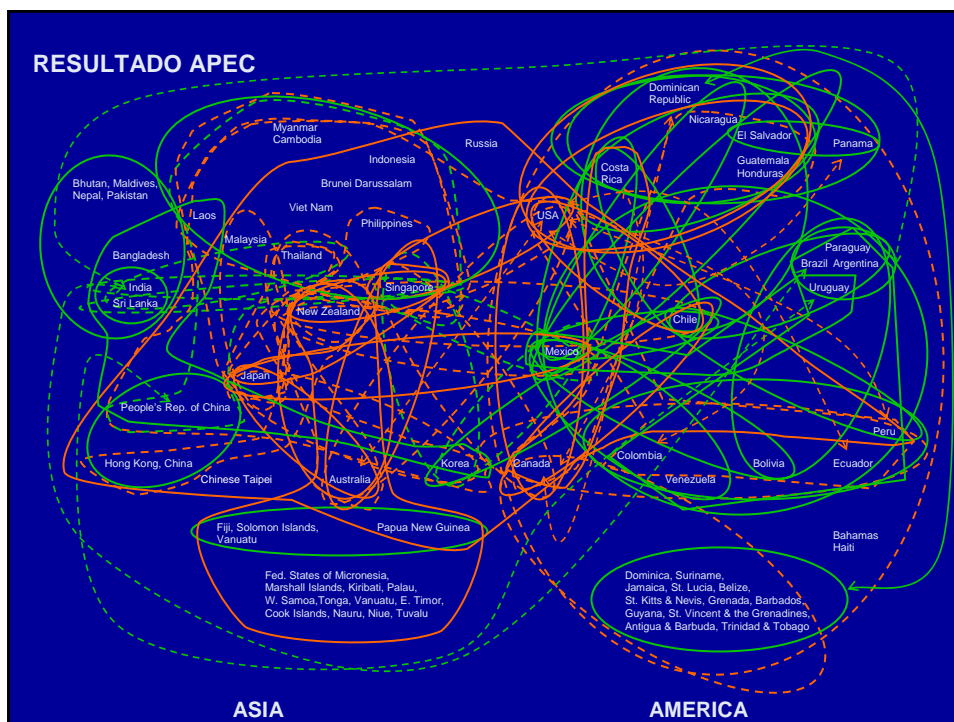 RESULTADO APEC
Dominican
Republic
Nicaragua
El Salvador
Panama
Myanmar
Cambodia
Russia
Indonesia
Costa
Rica
Guatemala
Honduras
Bhutan, Maldives,
Nepal, Pakistan
Brunei Darussalam
Viet Nam
Laos
USA
Philippines
Malaysia
Paraguay
Bangladesh
Thailand
Brazil Argentina
India
Singapore
Uruguay
Sri Lanka
New Zealand
Chile
Mexico
Japan
People's Rep. of China
Peru
Hong Kong, China
Korea
Canada
Colombia
Bolivia
Ecuador
Chinese Taipei
Australia
Venezuela
Fiji, Solomon Islands,
Vanuatu
Papua New Guinea
Bahamas
Haiti
Fed. States of Micronesia,
Marshall Islands, Kiribati, Palau,
W. Samoa,Tonga, Vanuatu, E. Timor,
Cook Islands, Nauru, Niue, Tuvalu
Dominica, Suriname,
Jamaica, St. Lucia, Belize,
St. Kitts & Nevis, Grenada, Barbados,
Guyana, St. Vincent & the Grenadines,
Antigua & Barbuda, Trinidad & Tobago
ASIA
AMERICA